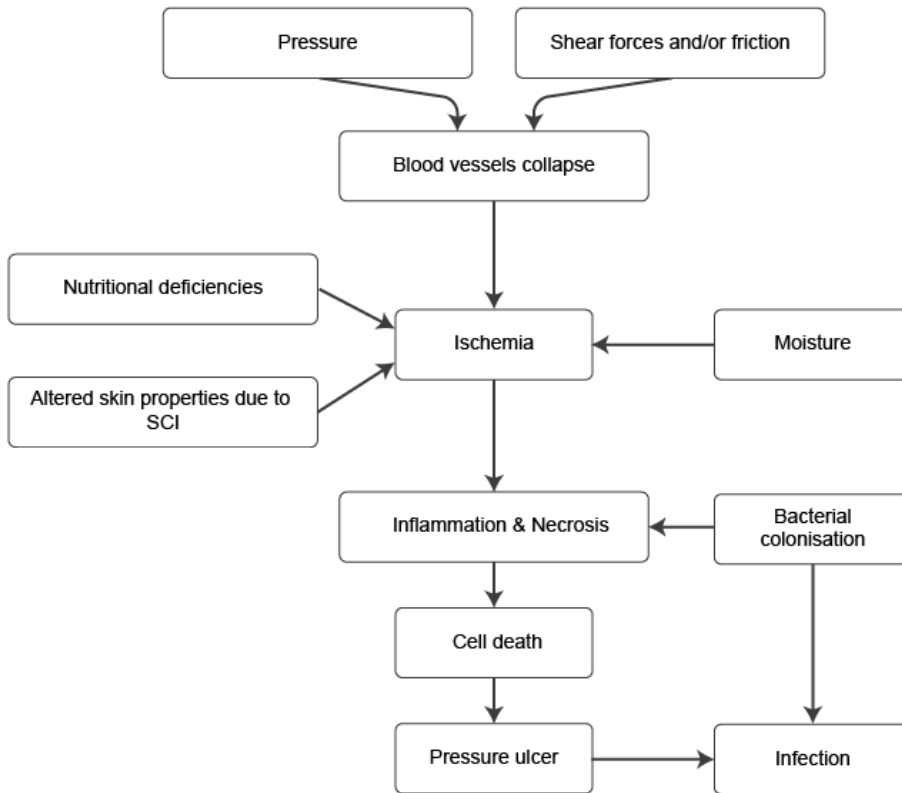 Pressure
Shear forces and/or friction
Blood vessels collapse
Nutritional deficiencies
Ischemia
Moisture
Altered skin properties due to
SCI
Inflammation & Necrosis
Bacterial
colonisation
Cell death
Pressure ulcer
Infection